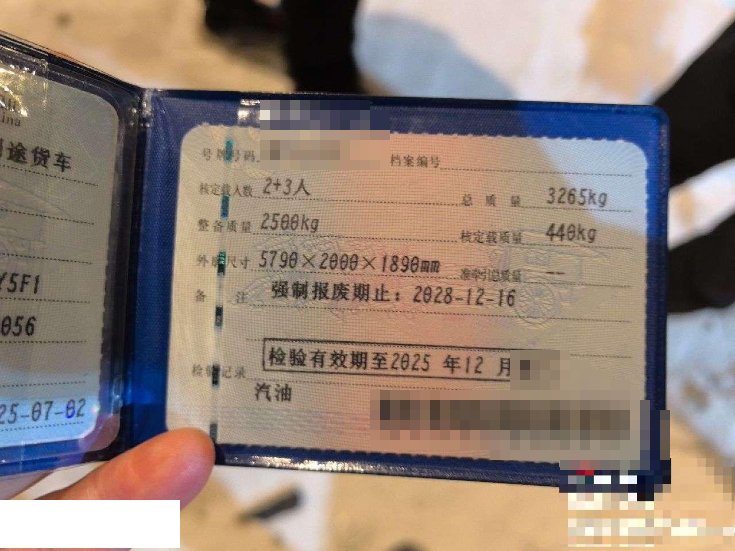 途货车
Y5F1
056
25-07-02
号牌号码
档案编号
核定载人数 2+3人
总质量 3265kg
整备质量 2500kg
核定载质量 440kg
外廓尺寸 5790×2000×1890mm
准牵引总质量 --
备注 强制报废期止：2028-12-16
检验记录 检验有效期至2025 年12 月
汽油